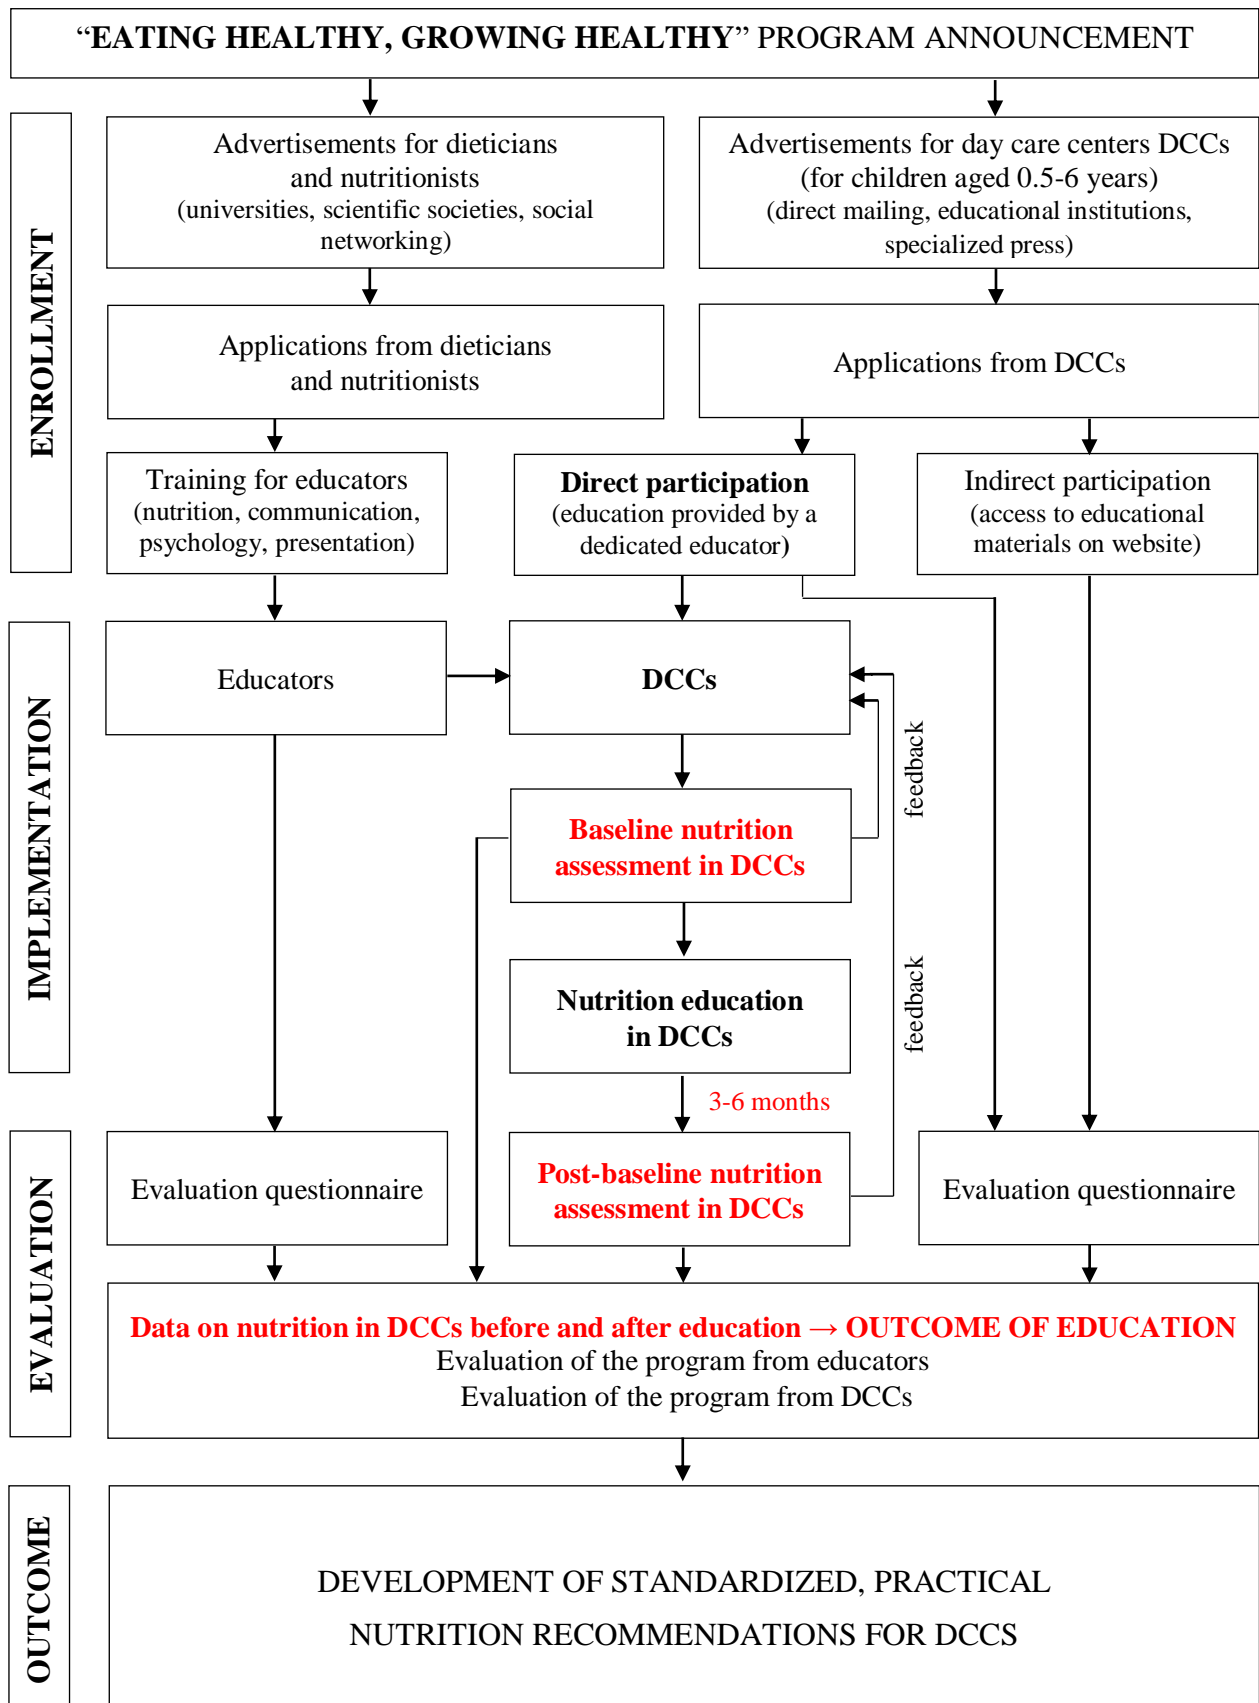 “EATING HEALTHY, GROWING HEALTHY” PROGRAM ANNOUNCEMENT
ENROLLMENT
Advertisements for dieticians
and nutritionists
(universities, scientific societies, social
networking)
Advertisements for day care centers DCCs
(for children aged 0.5-6 years)
(direct mailing, educational institutions,
specialized press)
Applications from dieticians
and nutritionists
Applications from DCCs
Training for educators
(nutrition, communication,
psychology, presentation)
Direct participation
(education provided by a
dedicated educator)
Indirect participation
(access to educational
materials on website)
IMPLEMENTATION
Educators
DCCs
feedback
Baseline nutrition
assessment in DCCs
feedback
Nutrition education
in DCCs
3-6 months
EVALUATION
Evaluation questionnaire
Post-baseline nutrition
assessment in DCCs
Evaluation questionnaire
Data on nutrition in DCCs before and after education → OUTCOME OF EDUCATION
Evaluation of the program from educators
Evaluation of the program from DCCs
OUTCOME
DEVELOPMENT OF STANDARDIZED, PRACTICAL
NUTRITION RECOMMENDATIONS FOR DCCS